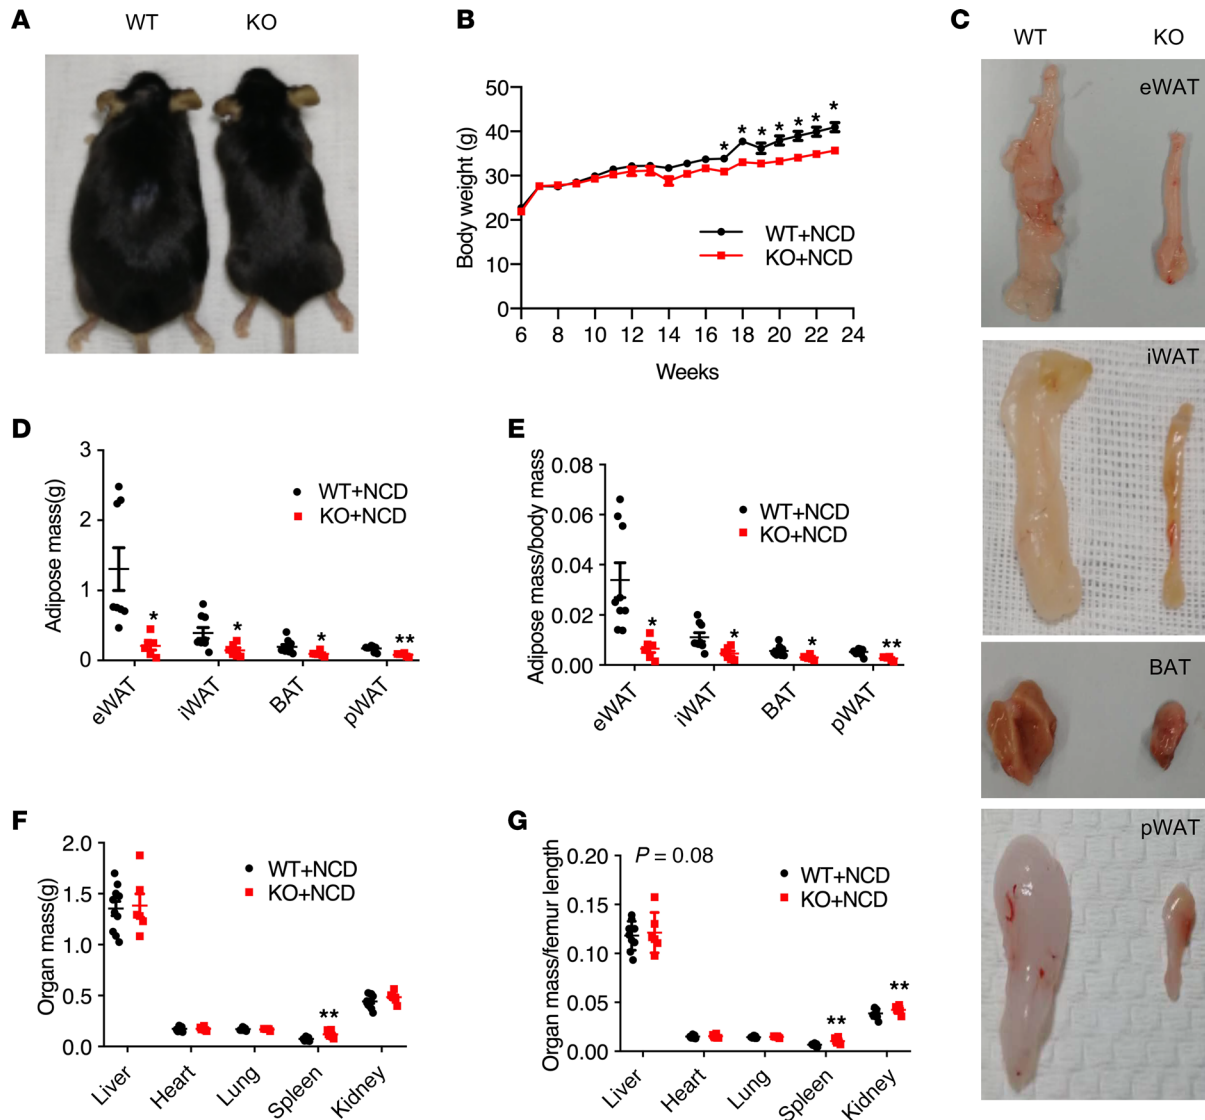 A
WT KO
B
Body weight (g)
50
40
30
20
10
0
* * * * * * *
WT+NCD
KO+NCD
6 8 10 12 14 16 18 20 22 24
Weeks
C
WT KO
eWAT
iWAT
BAT
pWAT
D
Adipose mass(g)
3
2
1
0
WT+NCD
KO+NCD
* * * **
eWAT iWAT BAT pWAT
E
Adipose mass/body mass
0.08
0.06
0.04
0.02
0.00
WT+NCD
KO+NCD
* * * **
eWAT iWAT BAT pWAT
F
Organ mass(g)
2.0
1.5
1.0
0.5
0.0
WT+NCD
KO+NCD
**
Liver Heart Lung Spleen Kidney
G
Organ mass/femur length
0.20
0.15
0.10
0.05
0.00
P = 0.08
WT+NCD
KO+NCD
** **
Liver Heart Lung Spleen Kidney